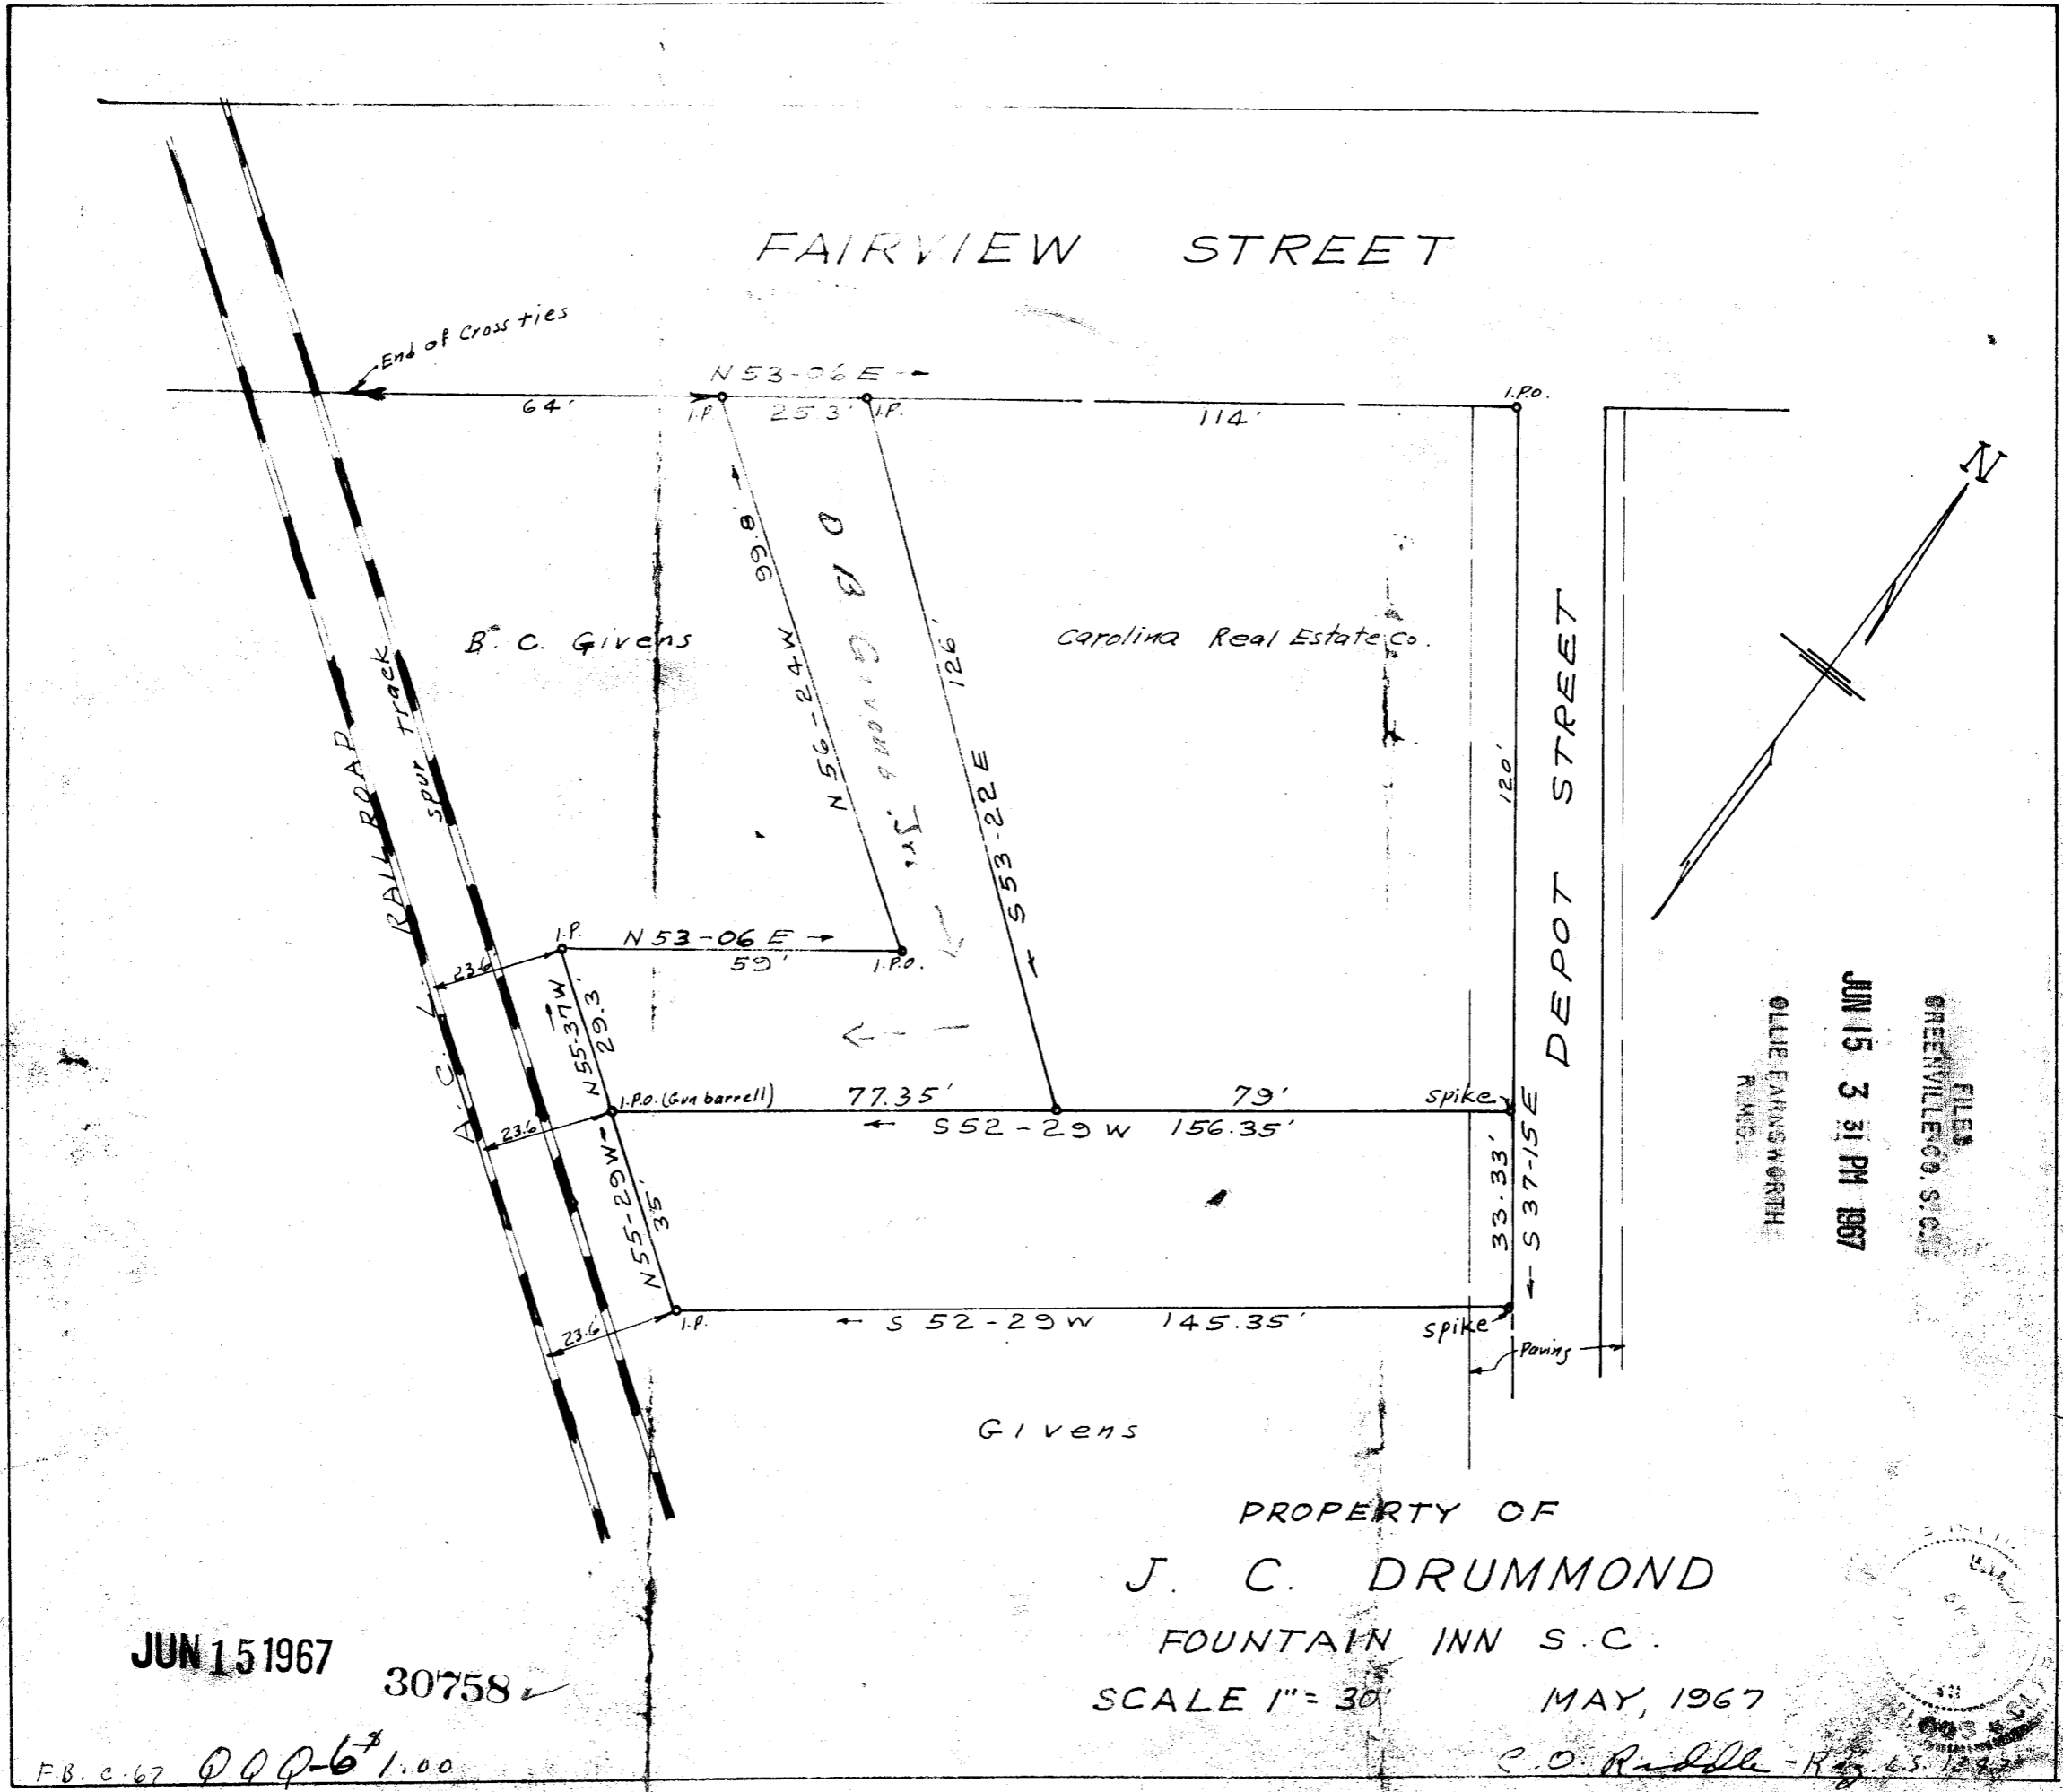 FAIRVIEW STREET
End of Cross ties
N 53-06 E
64'
I.P.
25.3'
I.P.
114'
I.P.O.
N
99.8'
N 56-24 W
126'
S 53-22 E
B. C. Givens
Carolina Real Estate Co.
120'
DEPOT STREET
A. C. L. RAILROAD
Spur Track
I.P.
N 53-06 E
59'
I.P.O.
23.6
N 55-37 W
29.3'
I.P.O. (Gun barrell)
77.35'
79'
Spike
S 52-29 W 156.35'
23.6
N 55-29 W
35'
33.33'
S 37-15 E
I.P.
S 52-29 W 145.35'
Spike
23.6
Paving
Givens
FILED
GREENVILLE CO. S.C.
JUN 15 3 31 PM 1967
OLLIE FARNSWORTH
R.M.C.
PROPERTY OF
J. C. DRUMMOND
FOUNTAIN INN S.C.
SCALE 1" = 30'
MAY, 1967
JUN 15 1967
30758
F.B. C-67 QQQ-6 $1.00
C. O. Riddle - Reg. L.S.